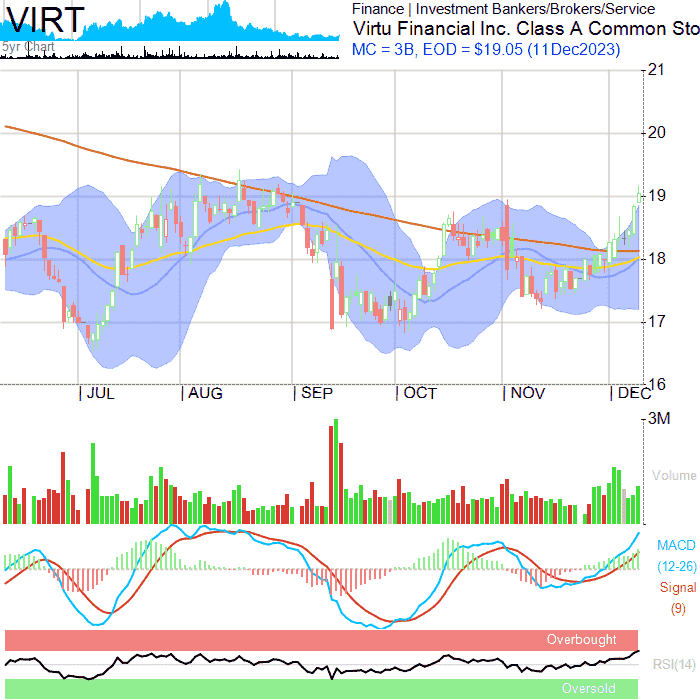 VIRT
5yr Chart
Finance | Investment Bankers/Brokers/Service
Virtu Financial Inc. Class A Common Sto
MC = 3B, EOD = $19.05 (11Dec2023)
21
20
19
18
17
16
| JUL | AUG | SEP | OCT | NOV | DEC
3M
Volume
MACD
(12-26)
Signal
(9)
Overbought
RSI(14)
Oversold